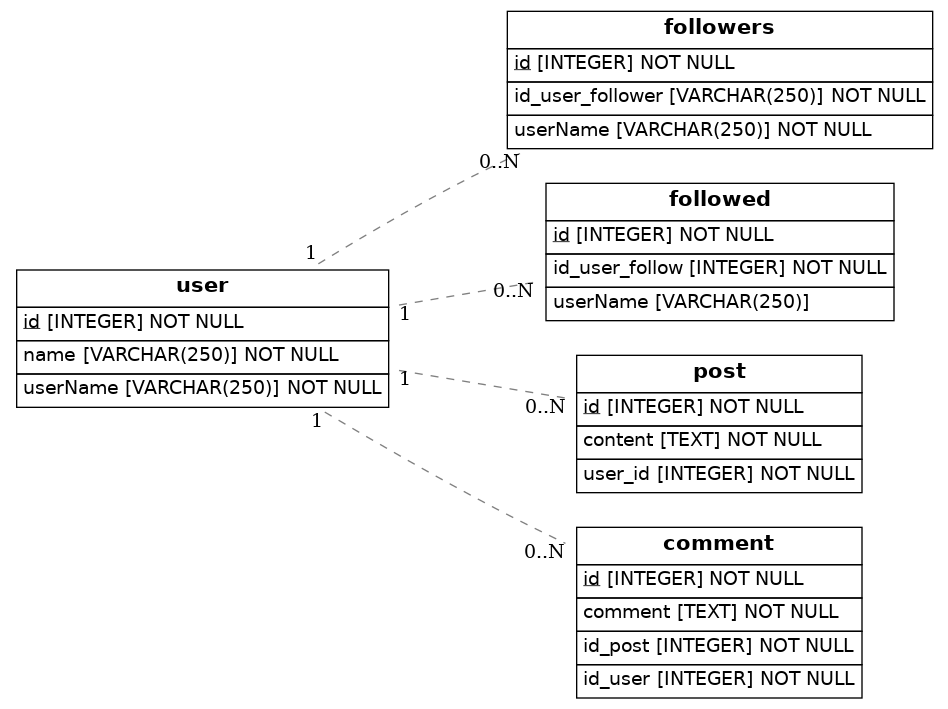 followers
id [INTEGER] NOT NULL
id_user_follower [VARCHAR(250)] NOT NULL
userName [VARCHAR(250)] NOT NULL
0..N
followed
id [INTEGER] NOT NULL
id_user_follow [INTEGER] NOT NULL
userName [VARCHAR(250)]
0..N
1
user
id [INTEGER] NOT NULL
name [VARCHAR(250)] NOT NULL
userName [VARCHAR(250)] NOT NULL
1
1
1
post
id [INTEGER] NOT NULL
content [TEXT] NOT NULL
user_id [INTEGER] NOT NULL
0..N
comment
id [INTEGER] NOT NULL
comment [TEXT] NOT NULL
id_post [INTEGER] NOT NULL
id_user [INTEGER] NOT NULL
0..N